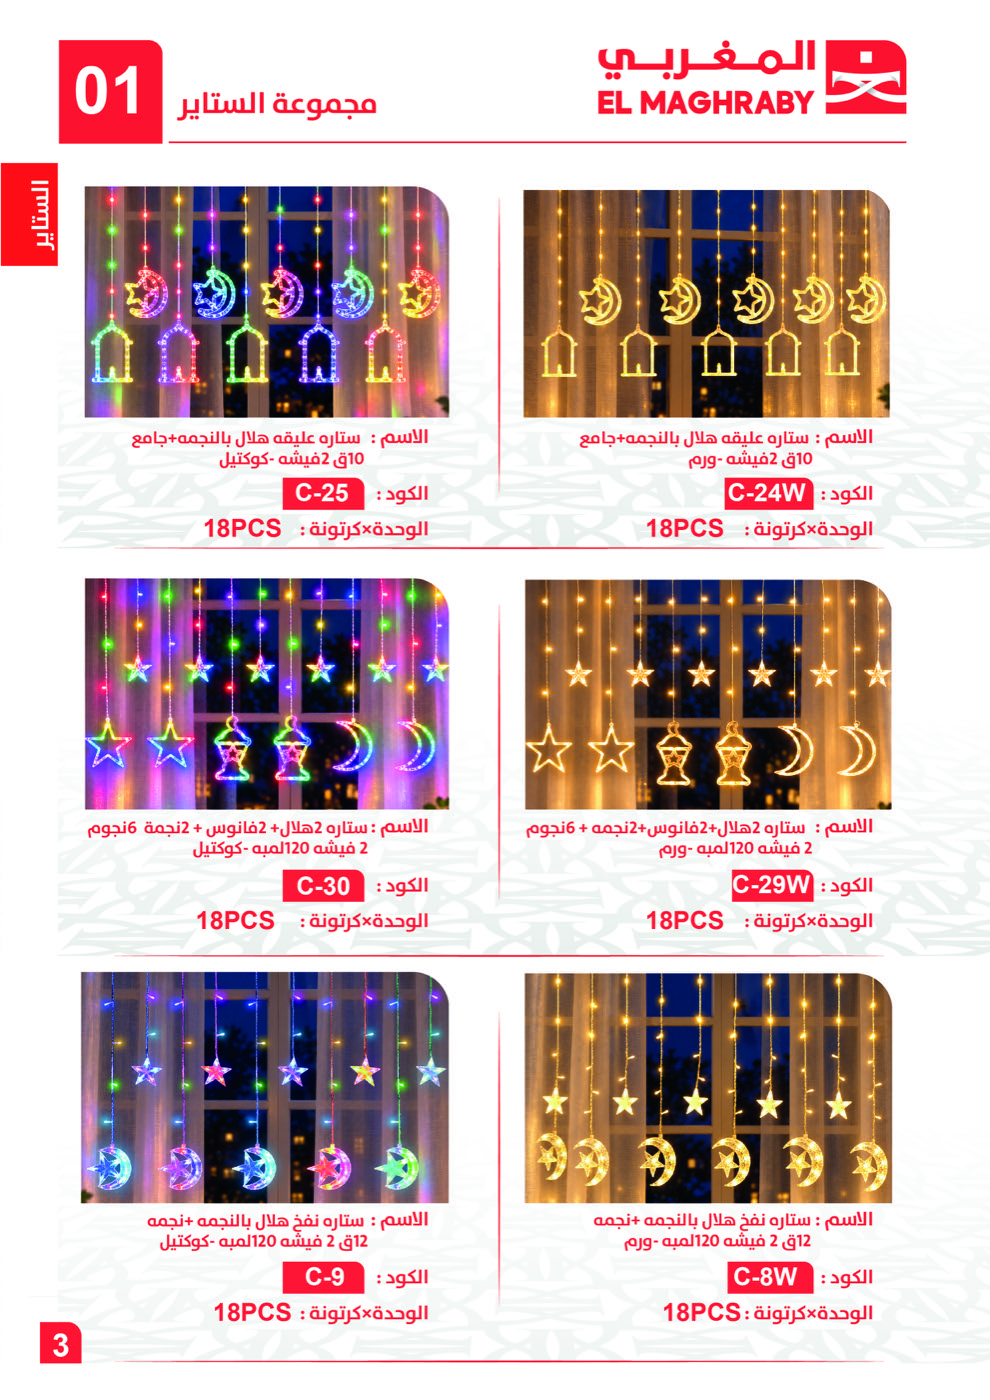 المغربي
EL MAGHRABY
مجموعة الستاير
01
الستاير
الاسم : ستاره عليقه هلال بالنجمه+جامع
10ق 2فيشه -ورم
الكود : C-24W
الوحدة×كرتونة : 18PCS
الاسم : ستاره عليقه هلال بالنجمه+جامع
10ق 2فيشه -كوكتيل
الكود : C-25
الوحدة×كرتونة : 18PCS
الاسم : ستاره 2هلال+2فانوس+2نجمه + 6نجوم
2 فيشه 120لمبه -ورم
الكود : C-29W
الوحدة×كرتونة : 18PCS
الاسم : ستاره 2هلال+ 2فانوس + 2نجمة 6نجوم
2 فيشه 120لمبه -كوكتيل
الكود : C-30
الوحدة×كرتونة : 18PCS
الاسم : ستاره نفخ هلال بالنجمه +نجمه
12ق 2 فيشه 120لمبه -ورم
الكود : C-8W
الوحدة×كرتونة : 18PCS
الاسم : ستاره نفخ هلال بالنجمه +نجمه
12ق 2 فيشه 120لمبه -كوكتيل
الكود : C-9
الوحدة×كرتونة : 18PCS
3